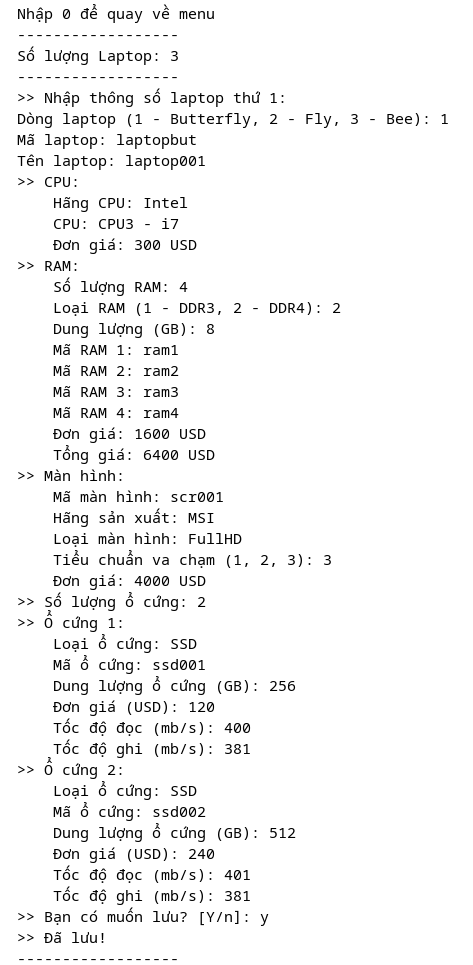 Nhập 0 để quay về menu
------------------
Số lượng Laptop: 3
------------------
>> Nhập thông số laptop thứ 1:
Dòng laptop (1 - Butterfly, 2 - Fly, 3 - Bee): 1
Mã laptop: laptopbut
Tên laptop: laptop001
>> CPU:
    Hãng CPU: Intel
    CPU: CPU3 - i7
    Đơn giá: 300 USD
>> RAM:
    Số lượng RAM: 4
    Loại RAM (1 - DDR3, 2 - DDR4): 2
    Dung lượng (GB): 8
    Mã RAM 1: ram1
    Mã RAM 2: ram2
    Mã RAM 3: ram3
    Mã RAM 4: ram4
    Đơn giá: 1600 USD
    Tổng giá: 6400 USD
>> Màn hình:
    Mã màn hình: scr001
    Hãng sản xuất: MSI
    Loại màn hình: FullHD
    Tiểu chuẩn va chạm (1, 2, 3): 3
    Đơn giá: 4000 USD
>> Số lượng ổ cứng: 2
>> Ổ cứng 1:
    Loại ổ cứng: SSD
    Mã ổ cứng: ssd001
    Dung lượng ổ cứng (GB): 256
    Đơn giá (USD): 120
    Tốc độ đọc (mb/s): 400
    Tốc độ ghi (mb/s): 381
>> Ổ cứng 2:
    Loại ổ cứng: SSD
    Mã ổ cứng: ssd002
    Dung lượng ổ cứng (GB): 512
    Đơn giá (USD): 240
    Tốc độ đọc (mb/s): 401
    Tốc độ ghi (mb/s): 381
>> Bạn có muốn lưu? [Y/n]: y
>> Đã lưu!
------------------